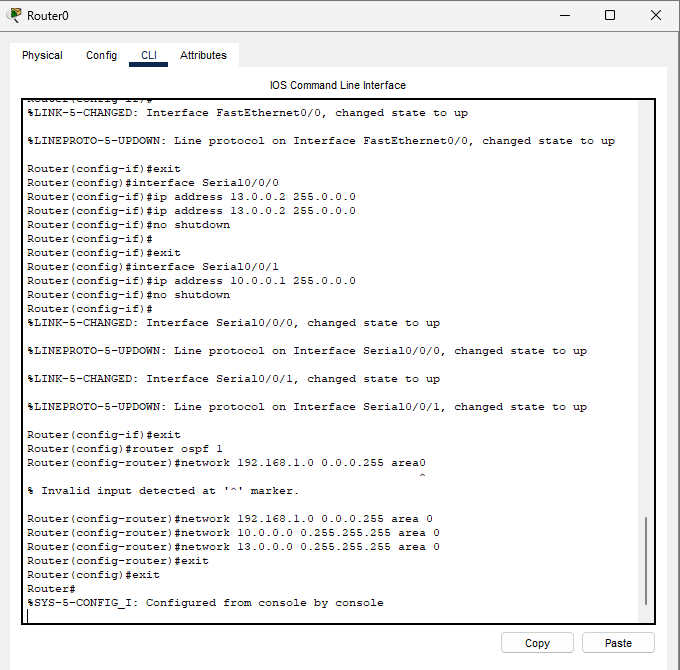 Router0
Physical Config CLI Attributes
IOS Command Line Interface
Router(config-if)#
%LINK-5-CHANGED: Interface FastEthernet0/0, changed state to up
%LINEPROTO-5-UPDOWN: Line protocol on Interface FastEthernet0/0, changed state to up
Router(config-if)#exit
Router(config)#interface Serial0/0/0
Router(config-if)#ip address 13.0.0.2 255.0.0.0
Router(config-if)#ip address 13.0.0.2 255.0.0.0
Router(config-if)#no shutdown
Router(config-if)#
Router(config-if)#exit
Router(config)#interface Serial0/0/1
Router(config-if)#ip address 10.0.0.1 255.0.0.0
Router(config-if)#no shutdown
Router(config-if)#
%LINK-5-CHANGED: Interface Serial0/0/0, changed state to up
%LINEPROTO-5-UPDOWN: Line protocol on Interface Serial0/0/0, changed state to up
%LINK-5-CHANGED: Interface Serial0/0/1, changed state to up
%LINEPROTO-5-UPDOWN: Line protocol on Interface Serial0/0/1, changed state to up
Router(config-if)#exit
Router(config)#router ospf 1
Router(config-router)#network 192.168.1.0 0.0.0.255 area0
^
% Invalid input detected at '^' marker.
Router(config-router)#network 192.168.1.0 0.0.0.255 area 0
Router(config-router)#network 10.0.0.0 0.255.255.255 area 0
Router(config-router)#network 13.0.0.0 0.255.255.255 area 0
Router(config-router)#exit
Router(config)#exit
Router#
%SYS-5-CONFIG_I: Configured from console by console
Copy Paste